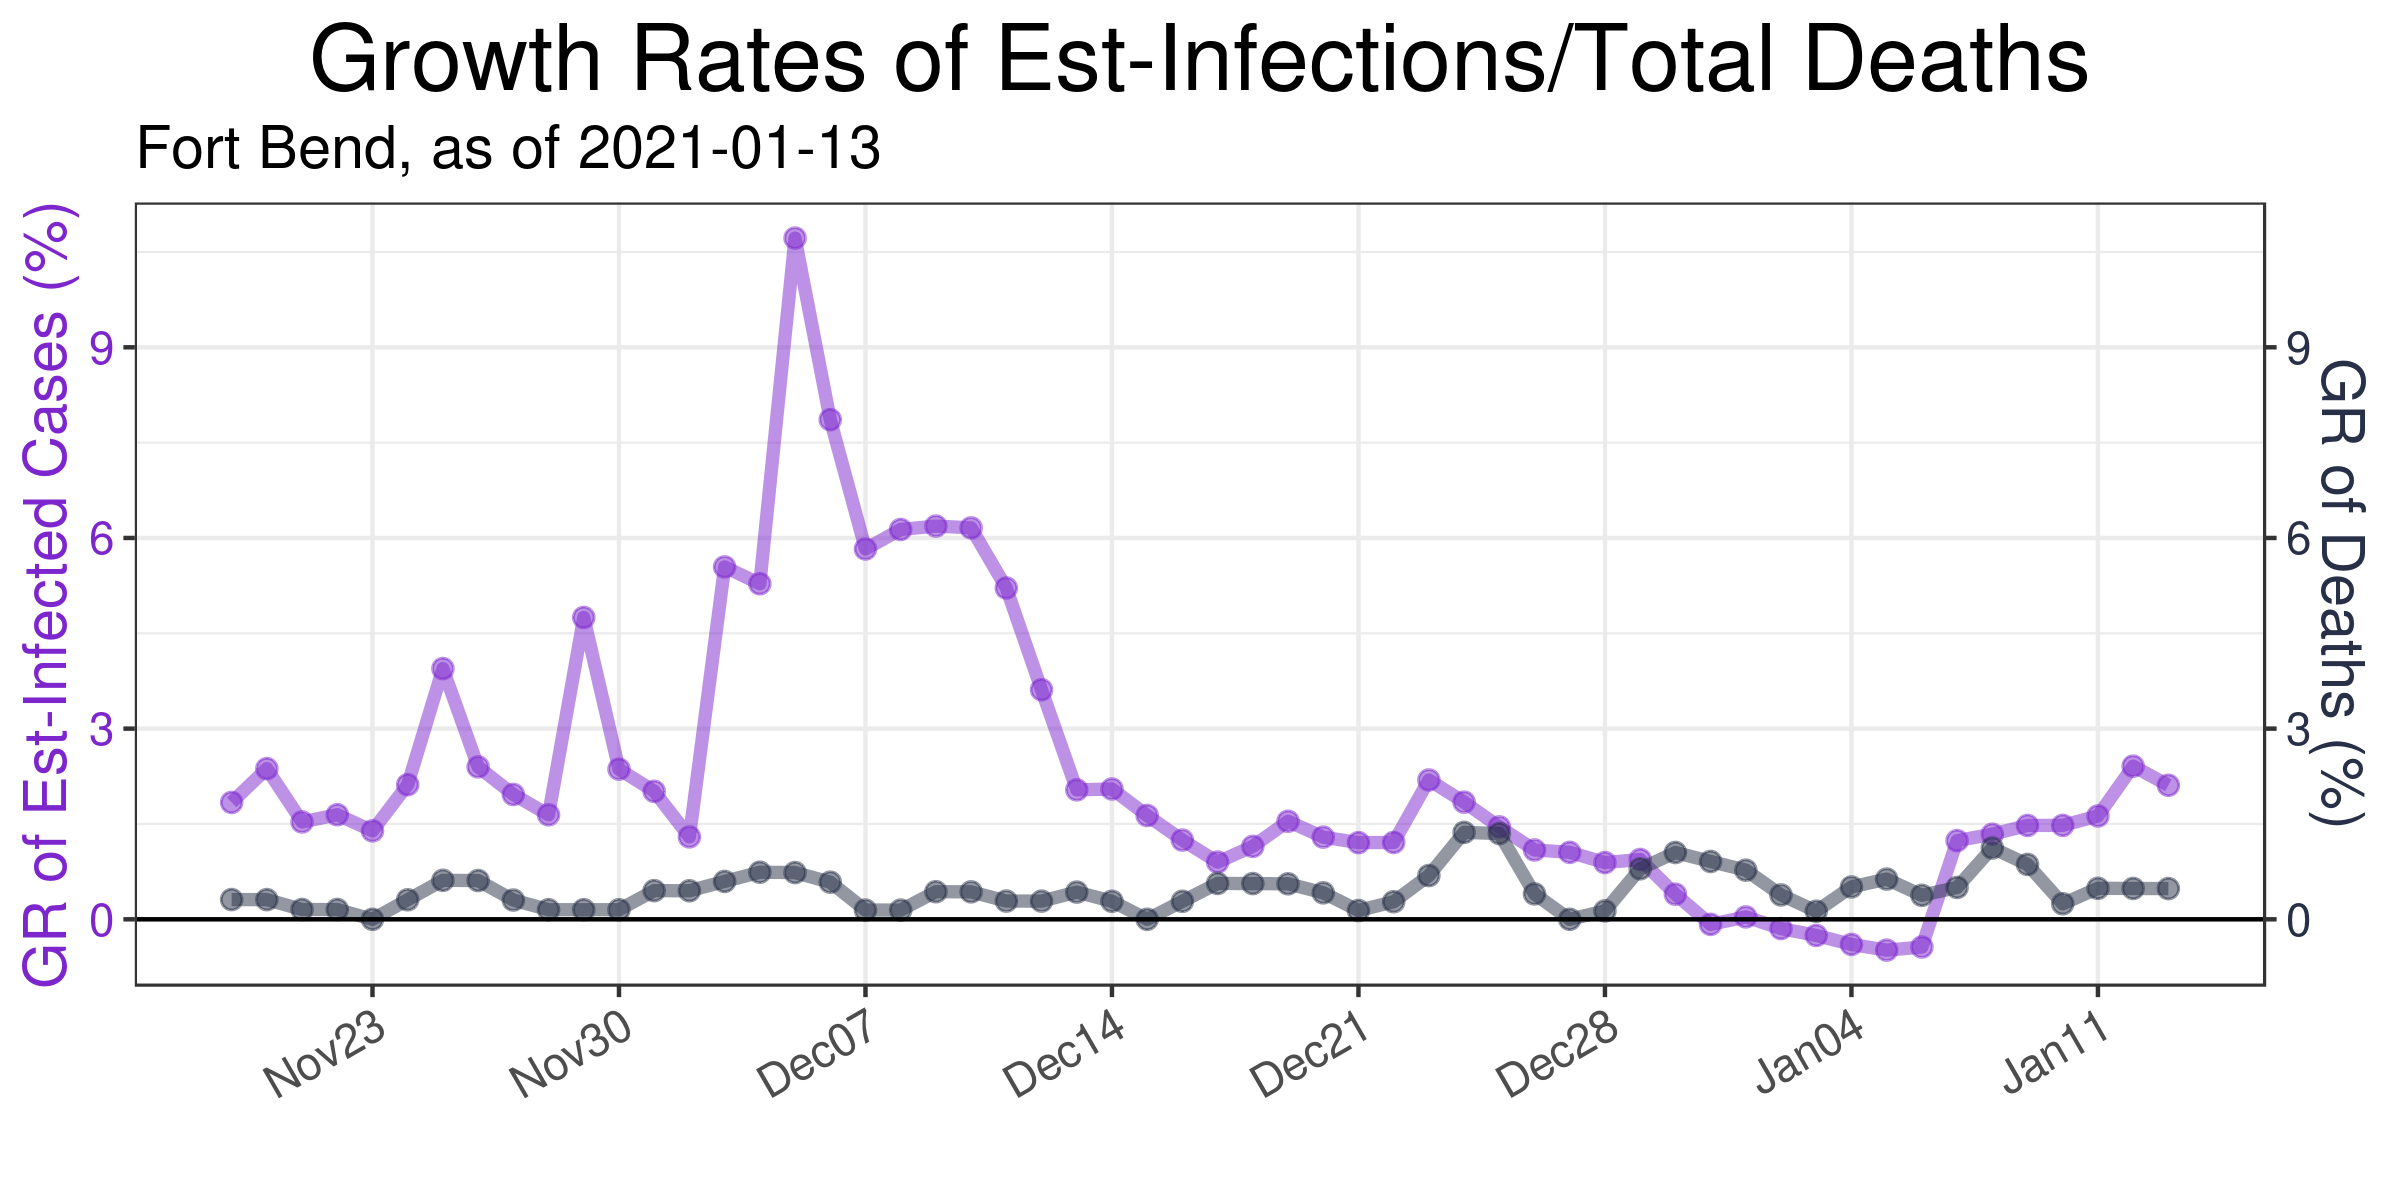 Growth Rates of Est-Infections/Total Deaths
Fort Bend, as of 2021-01-13
GR of Est-Infected Cases (%)
9
6
3
0
9
6
3
0
GR of Deaths (%)
Nov23
Nov30
Dec07
Dec14
Dec21
Dec28
Jan04
Jan11